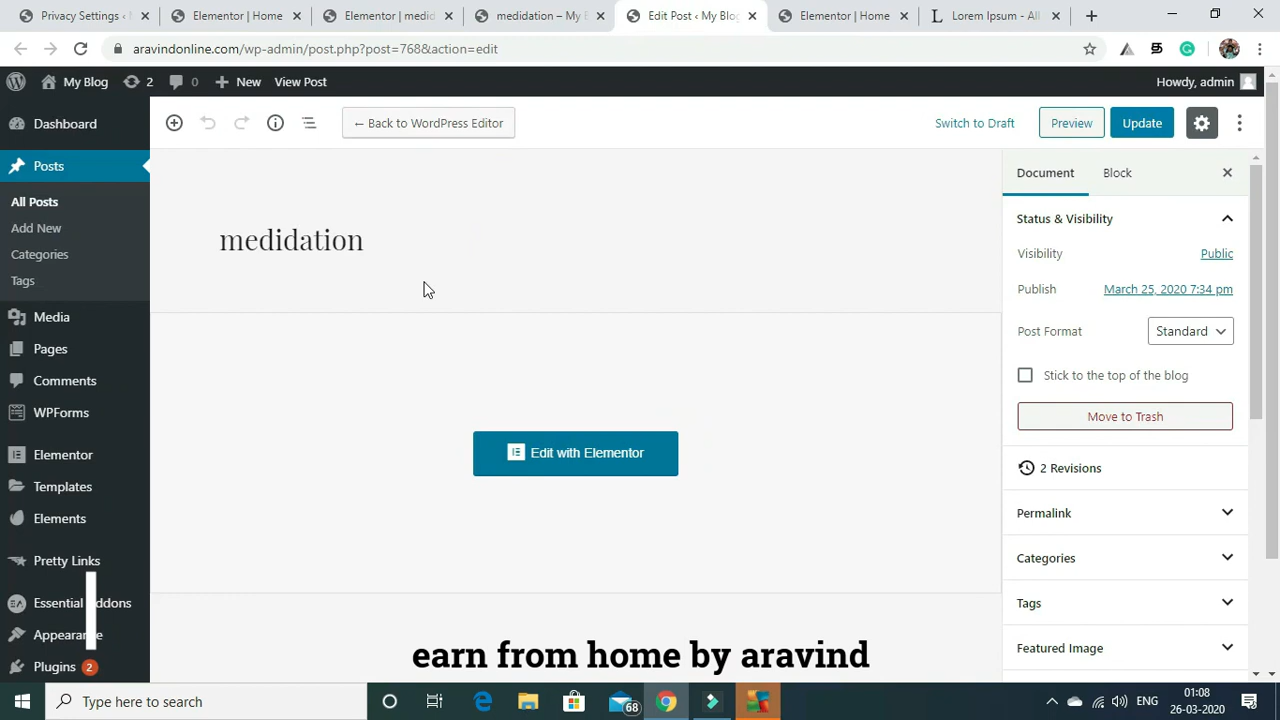 Privacy Settings ‹
Elementor | Home
Elementor | medid
medidation – My B
Edit Post ‹ My Blog
Elementor | Home
Lorem Ipsum - All
aravindonline.com/wp-admin/post.php?post=768&action=edit
My Blog
2
0
New
View Post
Howdy, admin
Dashboard
← Back to WordPress Editor
Switch to Draft
Preview
Update
Posts
All Posts
Add New
Categories
Tags
Media
Pages
Comments
WPForms
Elementor
Templates
Elements
Pretty Links
Essential Addons
Appearance
Plugins 2
medidation
Edit with Elementor
earn from home by aravind
Document
Block
Status & Visibility
Visibility
Public
Publish
March 25, 2020 7:34 pm
Post Format
Standard
Stick to the top of the blog
Move to Trash
2 Revisions
Permalink
Categories
Tags
Featured Image
Type here to search
68
ENG
01:08
26-03-2020